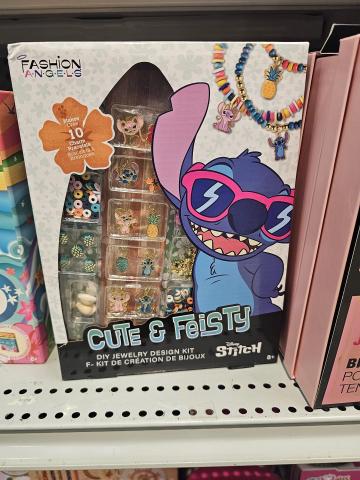 FASHION
ANGELS
Makes
Over
10
Charm
Bracelets
CUTE & FEISTY
DIY JEWELRY DESIGN KIT
F- KIT DE CRÉATION DE BIJOUX
Disney
STITCH
8+